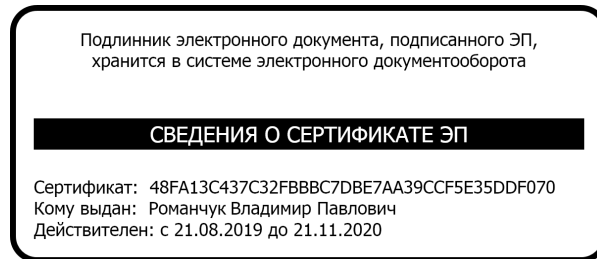 Подлинник электронного документа, подписанного ЭП,
хранится в системе электронного документооборота
СВЕДЕНИЯ О СЕРТИФИКАТЕ ЭП
Сертификат: 48FA13C437C32FBBBC7DBE7AA39CCF5E35DDF070
Кому выдан: Романчук Владимир Павлович
Действителен: с 21.08.2019 до 21.11.2020